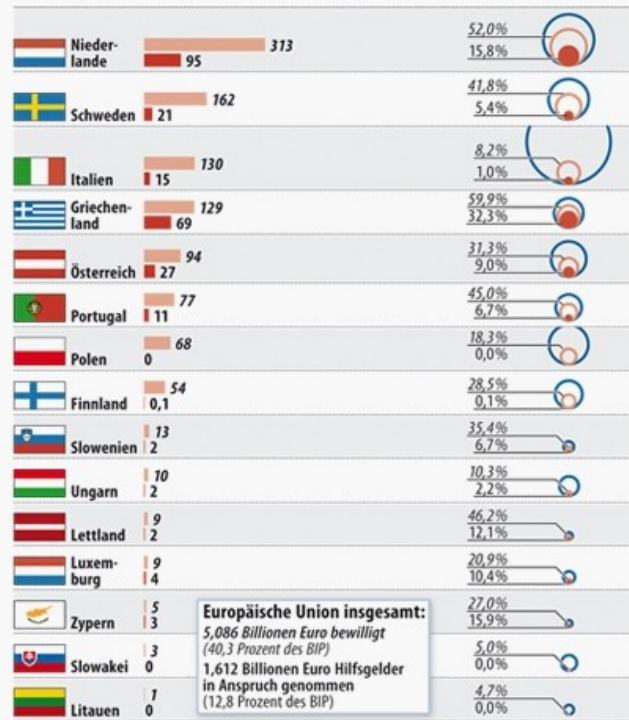 Nieder-
lande
313
95
52,0%
15,8%
Schweden
162
21
41,8%
5,4%
Italien
130
15
8,2%
1,0%
Griechen-
land
129
69
59,9%
32,3%
Österreich
94
27
31,3%
9,0%
Portugal
77
11
45,0%
6,7%
Polen
68
0
18,3%
0,0%
Finnland
54
0,1
28,5%
0,1%
Slowenien
13
2
35,4%
6,7%
Ungarn
10
2
10,3%
2,2%
Lettland
9
2
46,2%
12,1%
Luxem-
burg
9
4
20,9%
10,4%
Zypern
5
3
27,0%
15,9%
Slowakei
3
0
5,0%
0,0%
Litauen
1
0
4,7%
0,0%
Europäische Union insgesamt:
5,086 Billionen Euro bewilligt
(40,3 Prozent des BIP)
1,612 Billionen Euro Hilfsgelder
in Anspruch genommen
(12,8 Prozent des BIP)